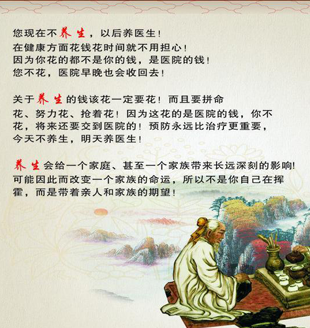 您现在不养生，以后养医生!
在健康方面花钱花时间就不用担心!
因为你花的都不是你的钱，是医院的钱!
您不花，医院早晚也会收回去!
关于养生的钱该花一定要花! 而且要拼命
花、努力花、抢着花! 因为这花的是医院的钱，你不
花，将来还要交到医院的! 预防永远比治疗更重要，
今天不养生，明天养医生!
养生会给一个家庭、甚至一个家族带来长远深刻的影响!
可能因此而改变一个家族的命运，所以不是你自己在挥
霍，而是带着亲人和家族的期望!